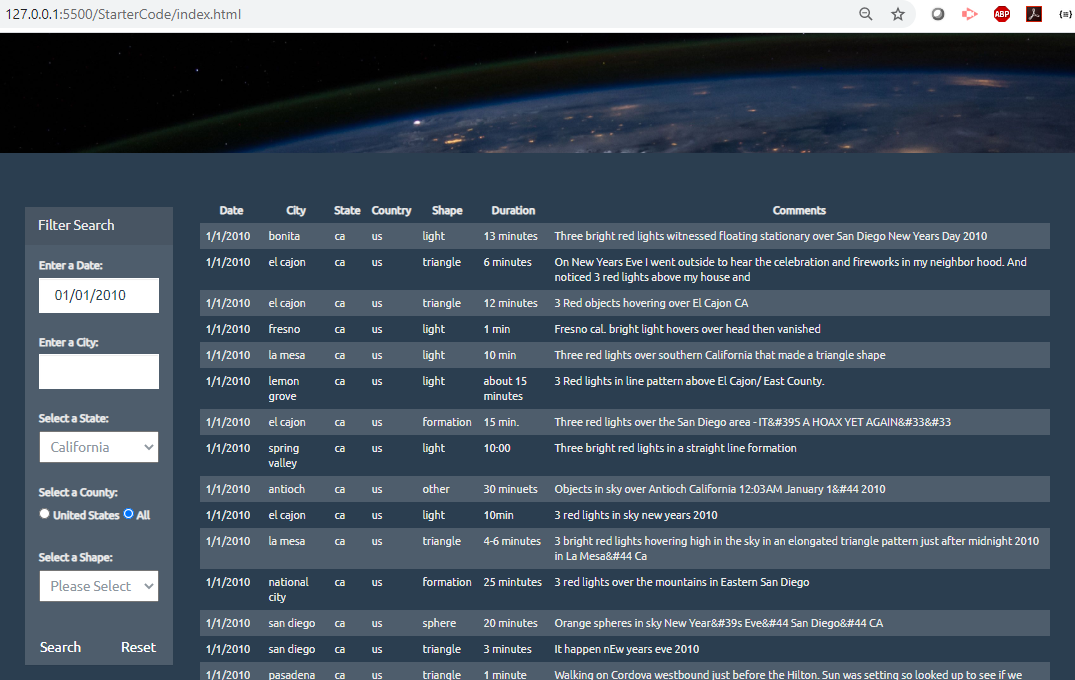 127.0.0.1:5500/StarterCode/index.html
ABP
Filter Search
Enter a Date:
01/01/2010
Enter a City:
Select a State:
California
Select a County:
United States All
Select a Shape:
Please Select
Search Reset
Date City State Country Shape Duration Comments
1/1/2010 bonita ca us light 13 minutes Three bright red lights witnessed floating stationary over San Diego New Years Day 2010
1/1/2010 el cajon ca us triangle 6 minutes On New Years Eve I went outside to hear the celebration and fireworks in my neighbor hood. And
noticed 3 red lights above my house and
1/1/2010 el cajon ca us triangle 12 minutes 3 Red objects hovering over El Cajon CA
1/1/2010 fresno ca us light 1 min Fresno cal. bright light hovers over head then vanished
1/1/2010 la mesa ca us light 10 min Three red lights over southern California that made a triangle shape
1/1/2010 lemon ca us light about 15 3 Red lights in line pattern above El Cajon/ East County.
grove minutes
1/1/2010 el cajon ca us formation 15 min. Three red lights over the San Diego area - IT&#39S A HOAX YET AGAIN&#33&#33
1/1/2010 spring ca us light 10:00 Three bright red lights in a straight line formation
valley
1/1/2010 antioch ca us other 30 minuets Objects in sky over Antioch California 12:03AM January 1&#44 2010
1/1/2010 el cajon ca us light 10min 3 red lights in sky new years 2010
1/1/2010 la mesa ca us triangle 4-6 minutes 3 bright red lights hovering high in the sky in an elongated triangle pattern just after midnight 2010
in La Mesa&#44 Ca
1/1/2010 national ca us formation 25 mintutes 3 red lights over the mountains in Eastern San Diego
city
1/1/2010 san diego ca us sphere 20 minutes Orange spheres in sky New Year&#39s Eve&#44 San Diego&#44 CA
1/1/2010 san diego ca us triangle 3 minutes It happen nEw years eve 2010
1/1/2010 pasadena ca us triangle 1 minute Walking on Cordova westbound just before the Hilton. Sun was setting so looked up to see if we